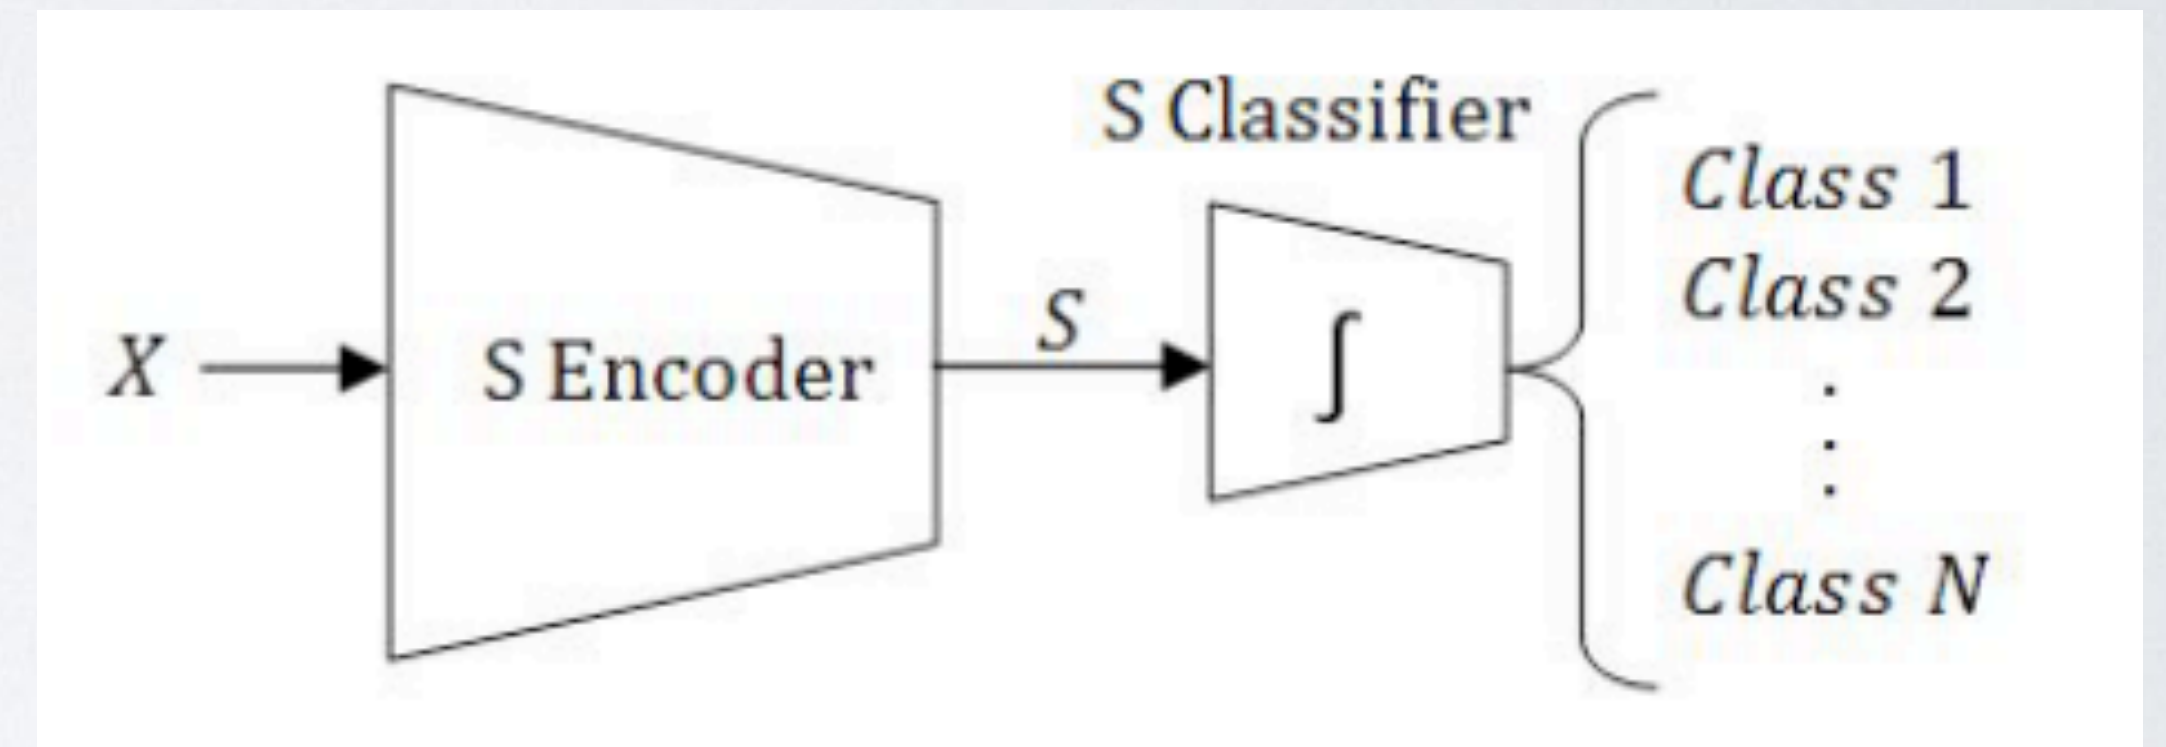 X
S Encoder
S
S Classifier
∫
Class 1
Class 2
.
.
.
Class N